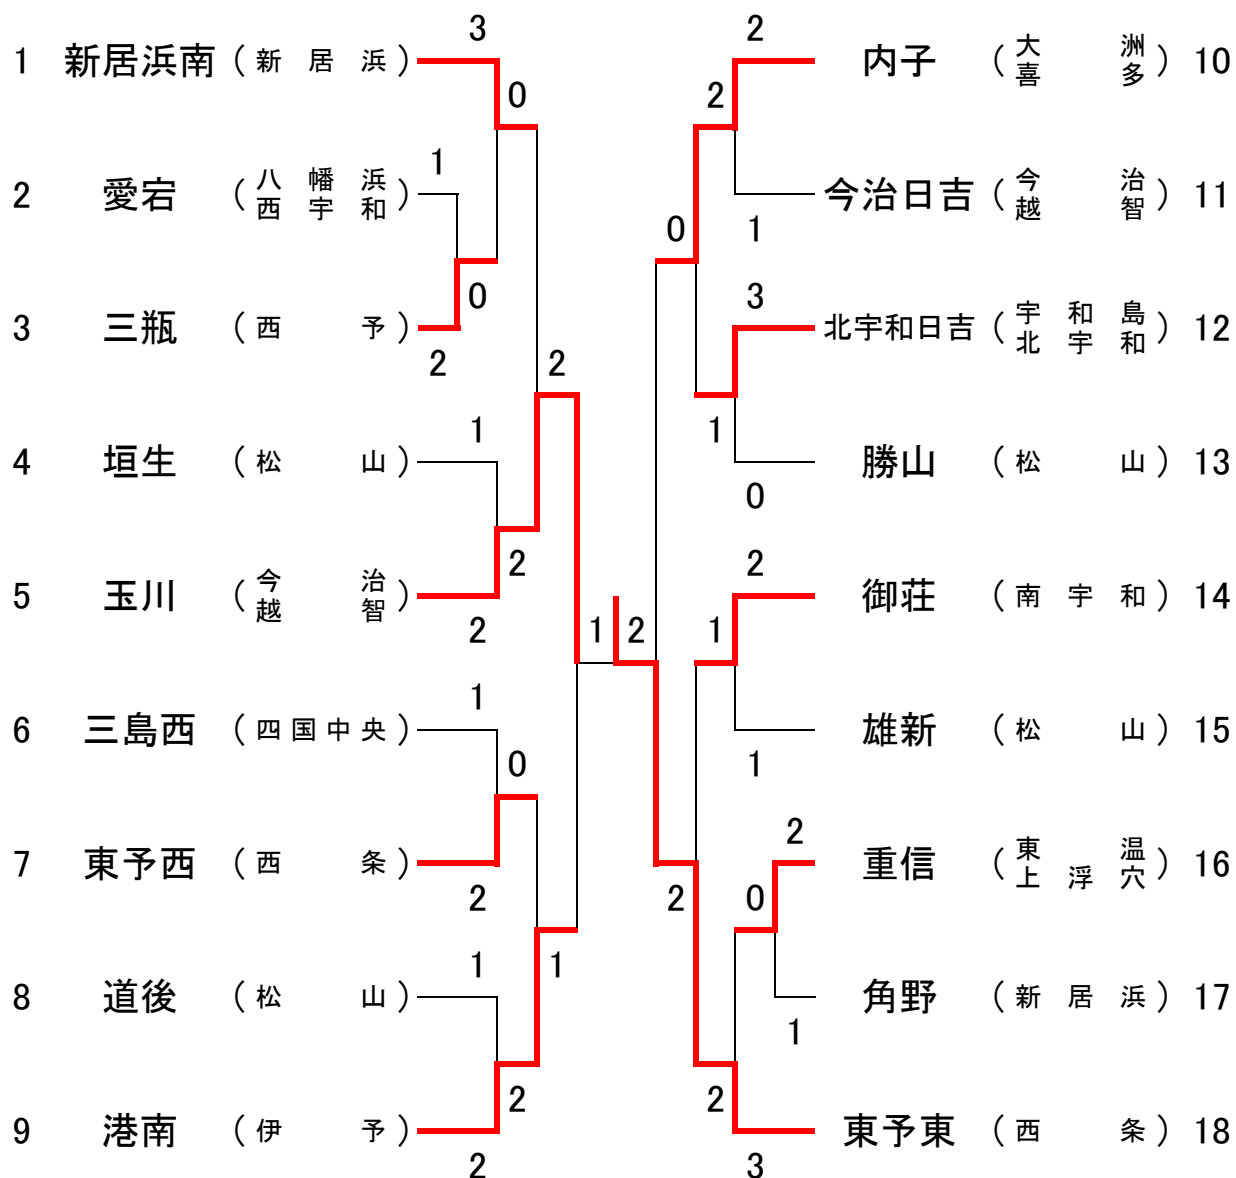 3
1 新居浜南 (新居浜)
0
1
2 愛宕 (八幡浜 西宇和)
0
3 三瓶 (西予)
2
2
1
4 垣生 (松山)
2
5 玉川 (今治 越智)
2
1
1
6 三島西 (四国中央)
0
7 東予西 (西条)
2
1
1
8 道後 (松山)
2
9 港南 (伊予)
2
2
内子 (大洲 喜多) 10
2
今治日吉 (今治 越智) 11
0
1
3
北宇和日吉 (宇和島 北宇和) 12
1
勝山 (松山) 13
0
2
御荘 (南宇和) 14
1
2
雄新 (松山) 15
1
2
重信 (東温 上浮穴) 16
2
0
角野 (新居浜) 17
1
2
東予東 (西条) 18
3